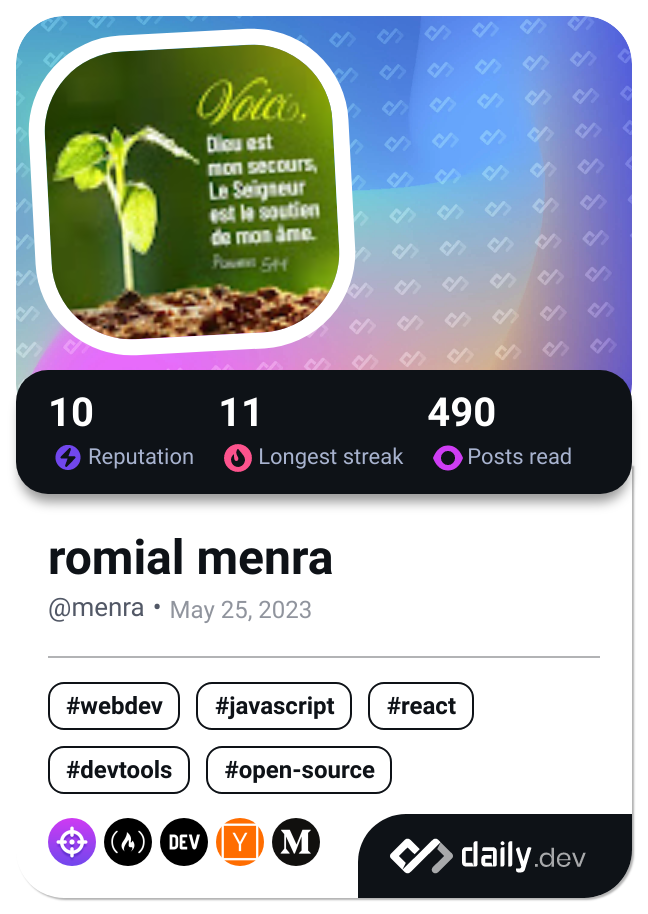 Voici,
Dieu est
mon secours,
Le Seigneur
est le soutien
de mon âme.
Psaumes 54:4
10
11
490
Reputation
Longest streak
Posts read
romial menra
@menra • May 25, 2023
#webdev
#javascript
#react
#devtools
#open-source
DEV
Y
M
daily.dev